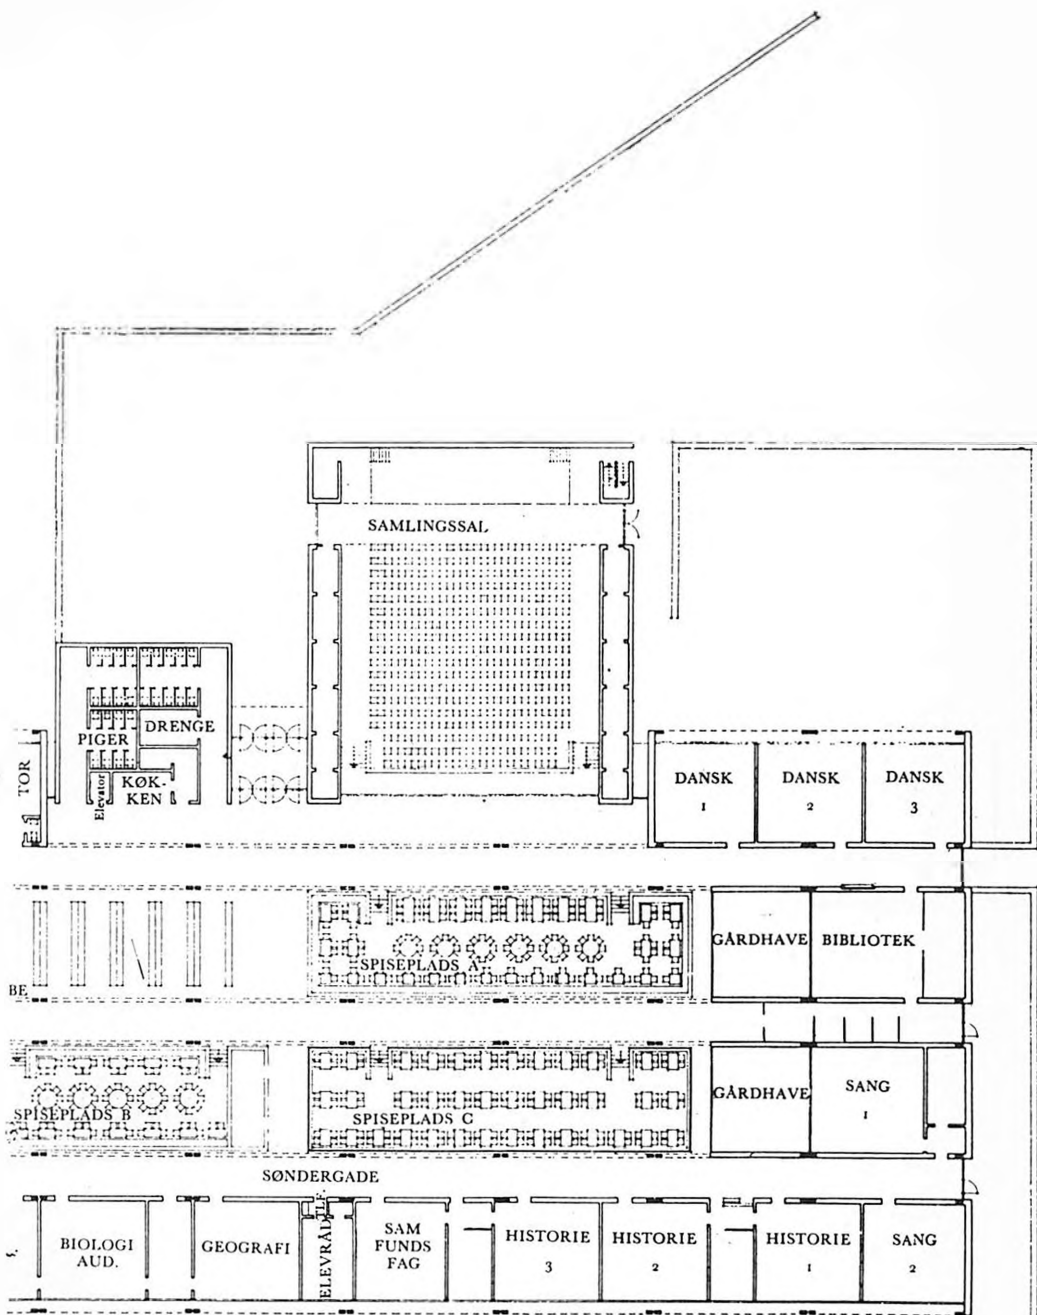 SAMLINGSSAL
PIGER
DRENGE
TOR
Elevator
KØK-
KEN
DANSK
1
DANSK
2
DANSK
3
SPISEPLADS A
GÅRDHAVE
BIBLIOTEK
BE
SPISEPLADS B
SPISEPLADS C
GÅRDHAVE
SANG
1
SØNDERGADE
S.
BIOLOGI
AUD.
GEOGRAFI
TLF.
ELEVRÅD
SAM
FUNDS
FAG
HISTORIE
3
HISTORIE
2
HISTORIE
1
SANG
2